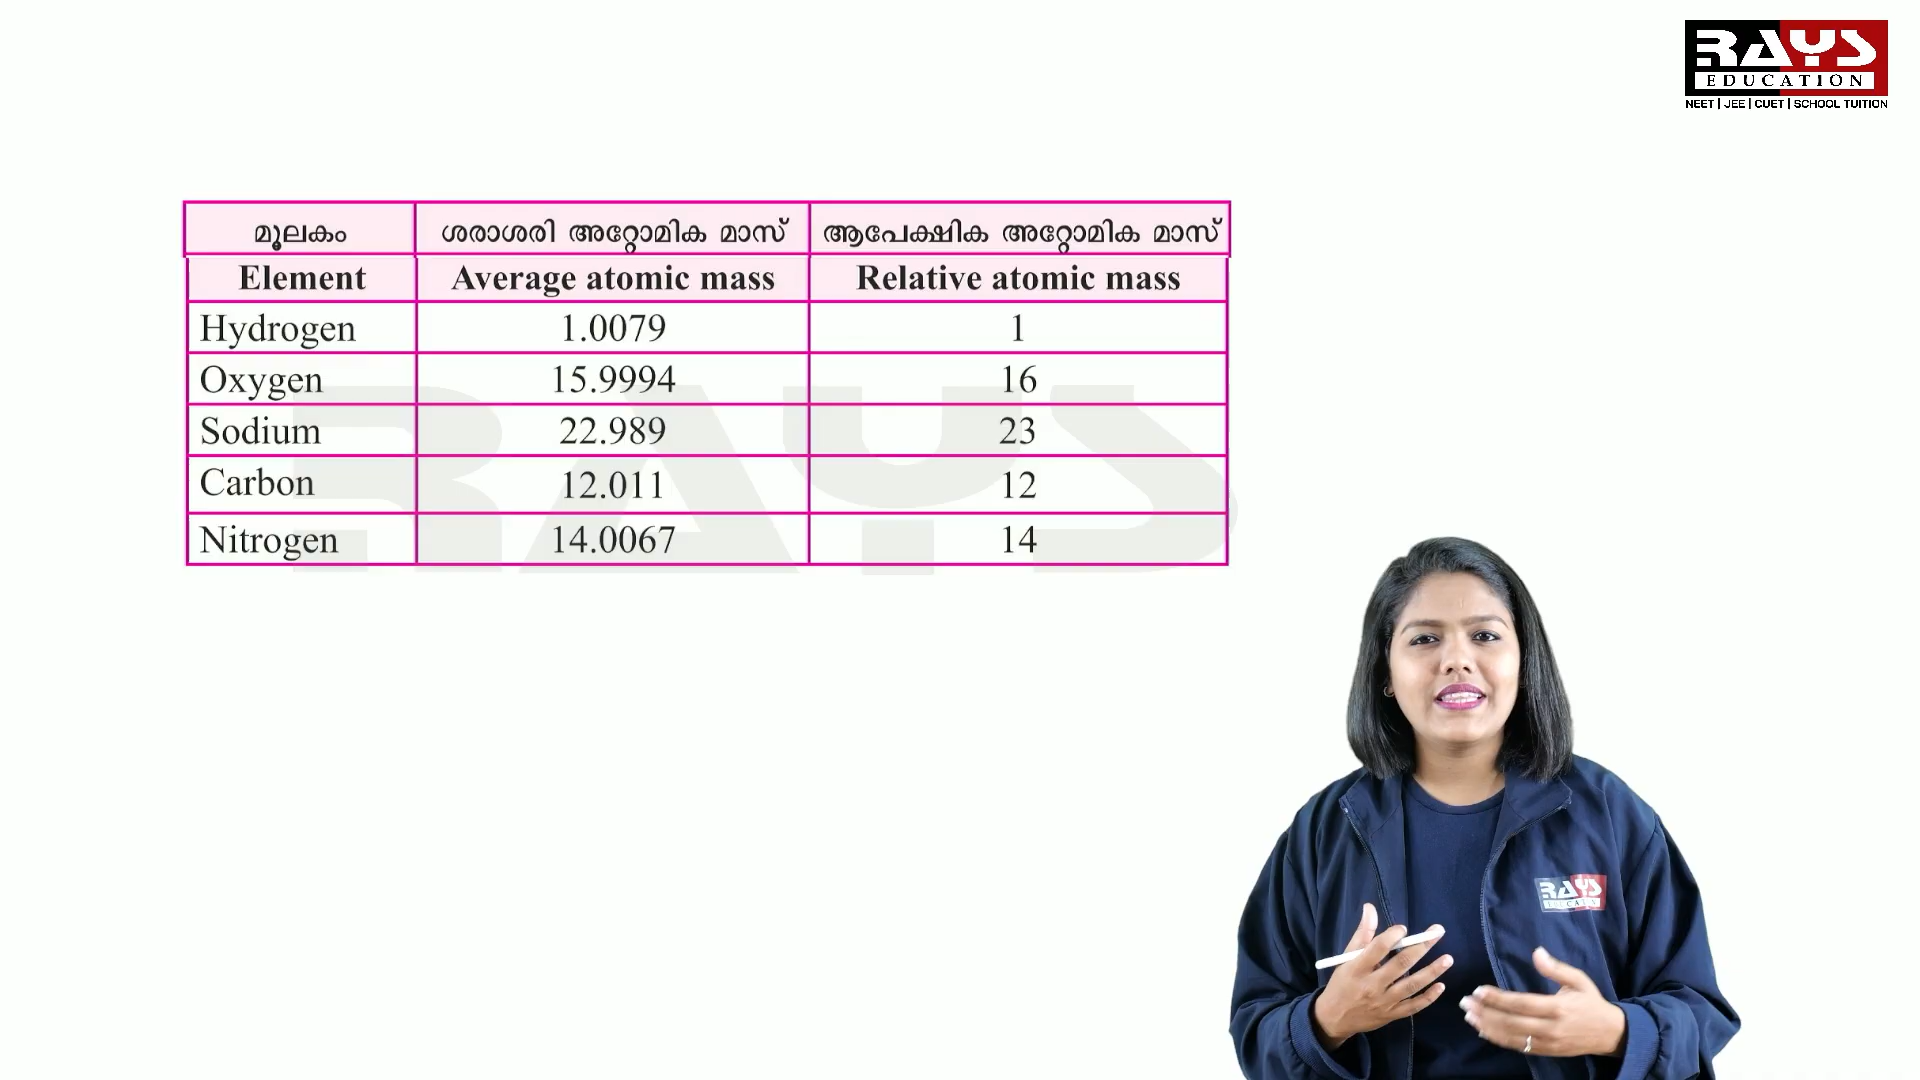 RAYS
EDUCATION
NEET | JEE | CUET | SCHOOL TUITION
മൂലകം ശരാശരി അറ്റോമിക മാസ് ആപേക്ഷിക അറ്റോമിക മാസ്
Element Average atomic mass Relative atomic mass
Hydrogen 1.0079 1
Oxygen 15.9994 16
Sodium 22.989 23
Carbon 12.011 12
Nitrogen 14.0067 14
RAYS
RAYS